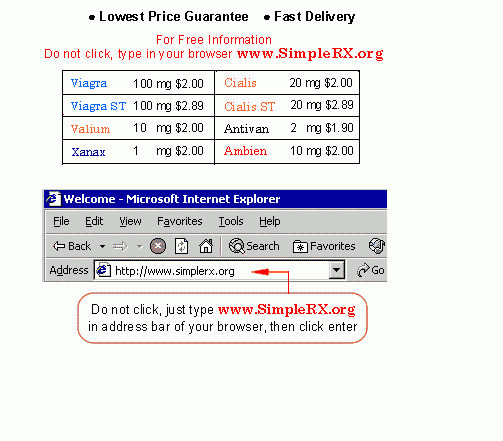 ● Lowest Price Guarantee ● Fast Delivery
For Free Information
Do not click, type in your browser www.SimpleRX.org
Viagra 100 mg $2.00 Cialis 20 mg $2.00
Viagra ST 100 mg $2.89 Cialis ST 20 mg $2.89
Valium 10 mg $2.00 Antivan 2 mg $1.90
Xanax 1 mg $2.00 Ambien 10 mg $2.00
Welcome - Microsoft Internet Explorer
File Edit View Favorites Tools Help
Back Search Favorites
Address http://www.simplerx.org Go
Do not click, just type www.SimpleRX.org
in address bar of your browser, then click enter